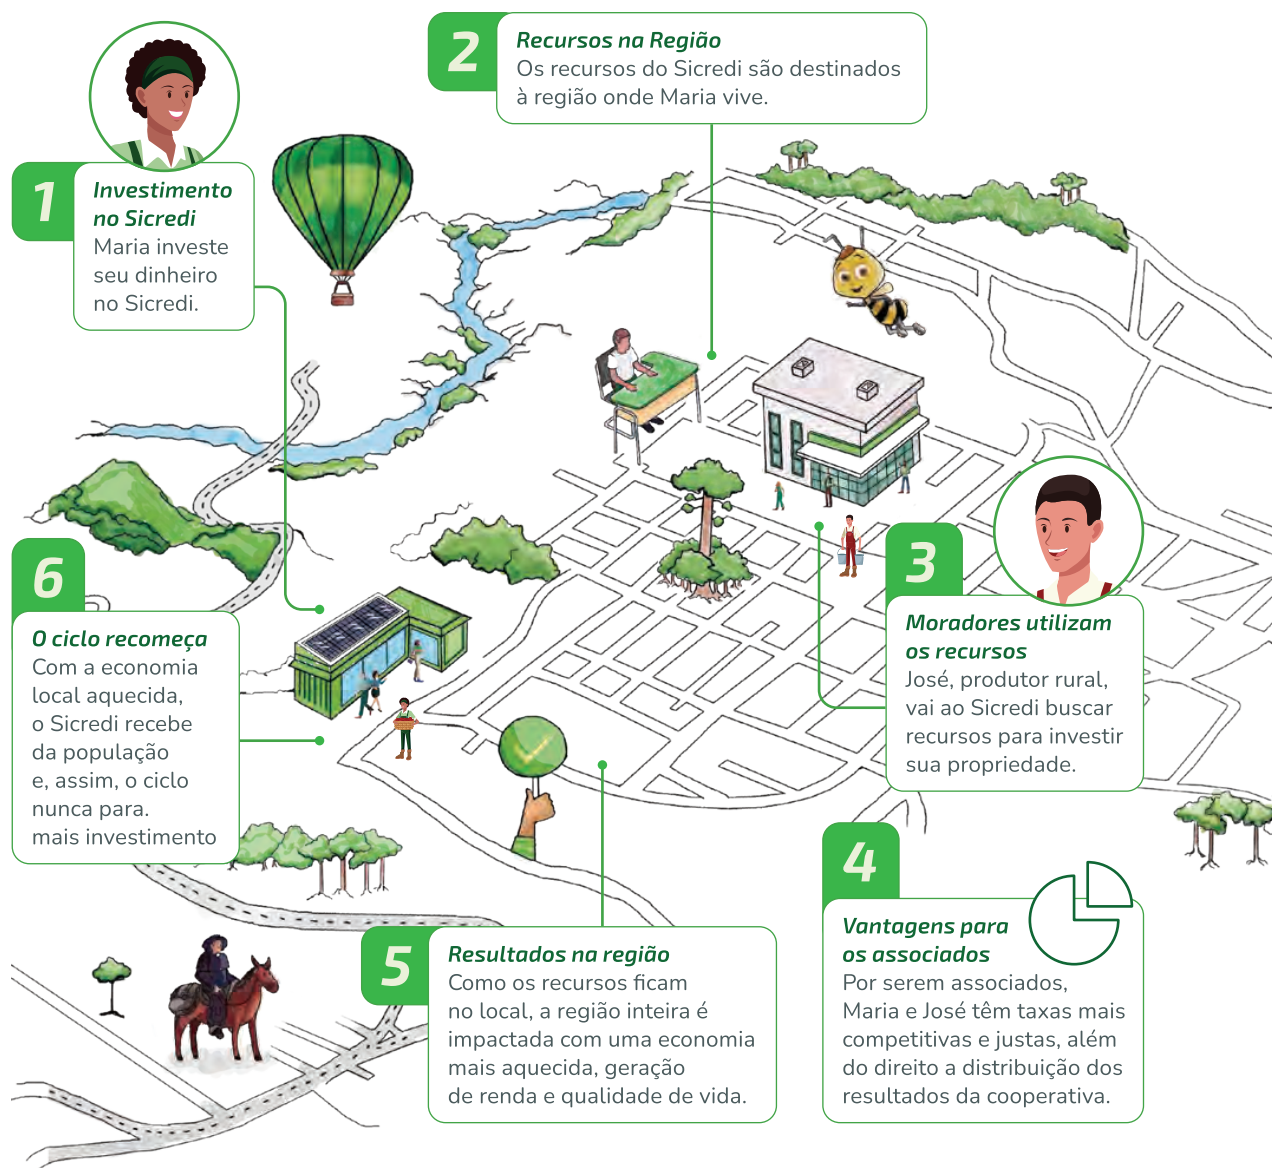 1
Investimento
no Sicredi
Maria investe
seu dinheiro
no Sicredi.
2
Recursos na Região
Os recursos do Sicredi são destinados
à região onde Maria vive.
3
Moradores utilizam
os recursos
José, produtor rural,
vai ao Sicredi buscar
recursos para investir
sua propriedade.
4
Vantagens para
os associados
Por serem associados,
Maria e José têm taxas mais
competitivas e justas, além
do direito a distribuição dos
resultados da cooperativa.
5
Resultados na região
Como os recursos ficam
no local, a região inteira é
impactada com uma economia
mais aquecida, geração
de renda e qualidade de vida.
6
O ciclo recomeça
Com a economia
local aquecida,
o Sicredi recebe
da população
e, assim, o ciclo
nunca para.
mais investimento